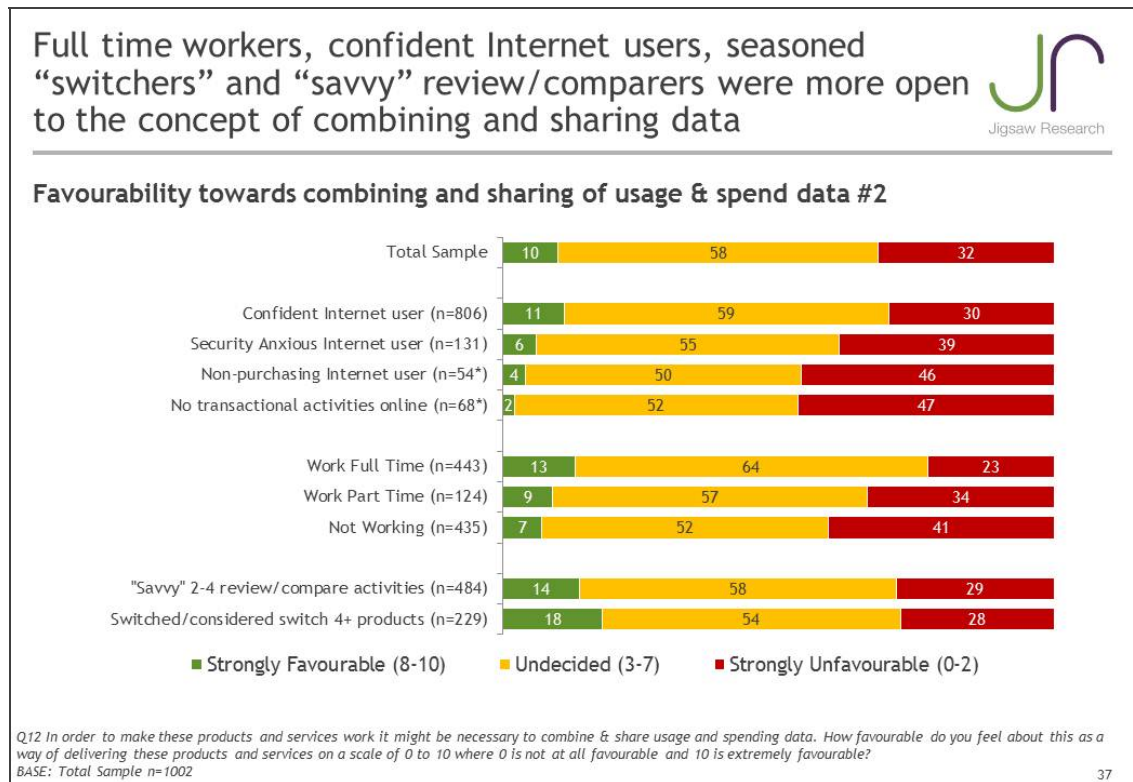 Full time workers, confident Internet users, seasoned
“switchers” and “savvy” review/comparers were more open
to the concept of combining and sharing data
Jigsaw Research
Favourability towards combining and sharing of usage & spend data #2
Total Sample 10 58 32
Confident Internet user (n=806) 11 59 30
Security Anxious Internet user (n=131) 6 55 39
Non-purchasing Internet user (n=54*) 4 50 46
No transactional activities online (n=68*) 2 52 47
Work Full Time (n=443) 13 64 23
Work Part Time (n=124) 9 57 34
Not Working (n=435) 7 52 41
"Savvy" 2-4 review/compare activities (n=484) 14 58 29
Switched/considered switch 4+ products (n=229) 18 54 28
Strongly Favourable (8-10) Undecided (3-7) Strongly Unfavourable (0-2)
Q12 In order to make these products and services work it might be necessary to combine & share usage and spending data. How favourable do you feel about this as a
way of delivering these products and services on a scale of 0 to 10 where 0 is not at all favourable and 10 is extremely favourable?
BASE: Total Sample n=1002
37